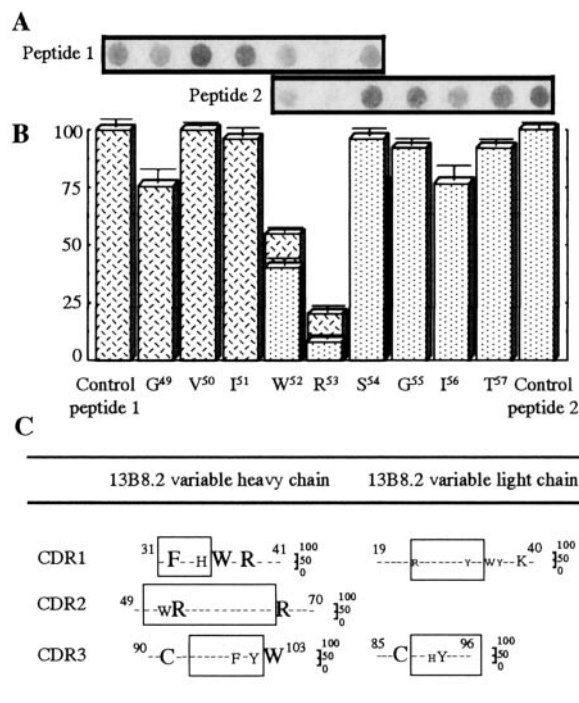 A
Peptide 1
Peptide 2
B
100
75
50
25
0
Control peptide 1 G49 V50 I51 W52 R53 S54 G55 I56 T57 Control peptide 2
C
13B8.2 variable heavy chain 13B8.2 variable light chain
CDR1 31 F--HW-R---- 41 100 50 0 19 ---R-------Y--WY--K- 40 100 50 0
CDR2 49 --WR--------------R--- 70 100 50 0
CDR3 90 --C-------F-Y-W 103 100 50 0 85 ---C--HY---- 96 100 50 0